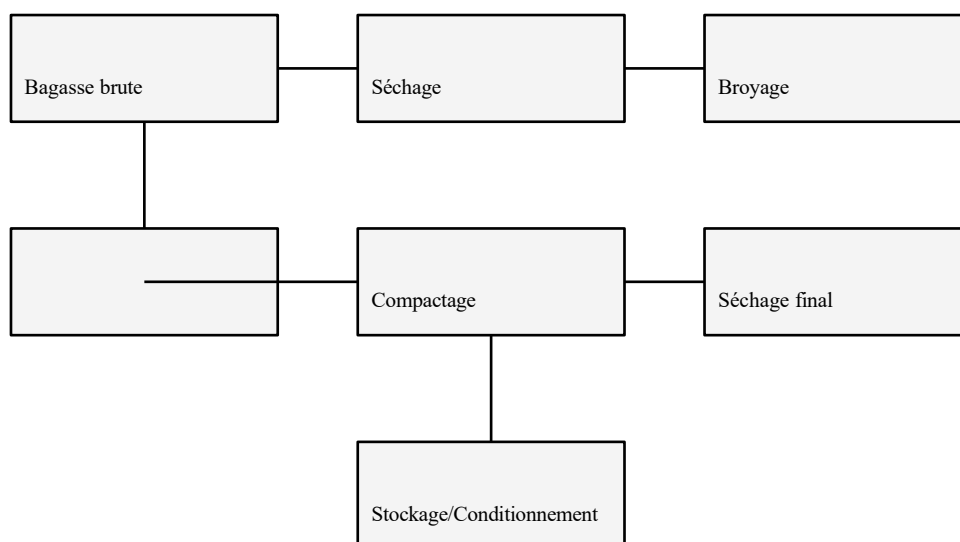 Bagasse brute
Séchage
Broyage
Compactage
Séchage final
Stockage/Conditionnement